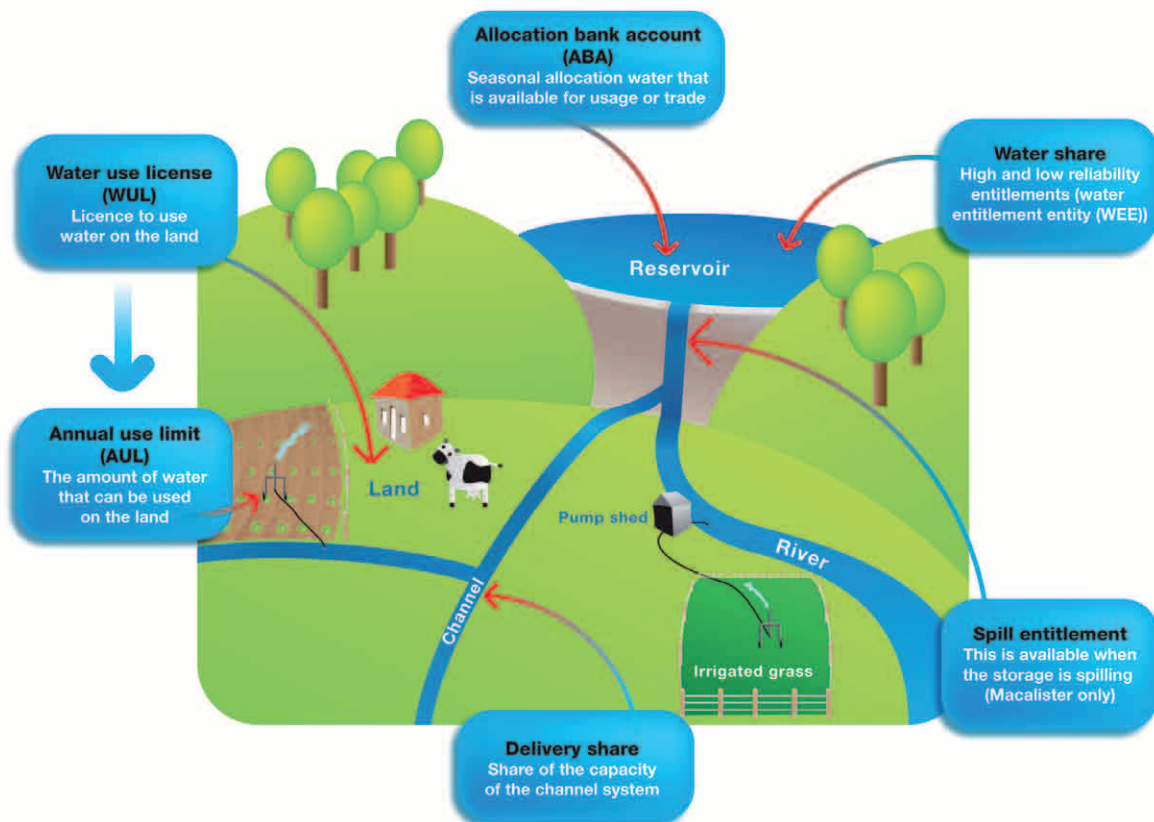 Allocation bank account
(ABA)
Seasonal allocation water that
is available for usage or trade
Water use license
(WUL)
Licence to use
water on the land
Water share
High and low reliability
entitlements (water
entitlement entity (WEE))
Reservoir
Annual use limit
(AUL)
The amount of water
that can be used
on the land
Land
Pump shed
River
Channel
Irrigated grass
Spill entitlement
This is available when
the storage is spilling
(Macalister only)
Delivery share
Share of the capacity
of the channel system